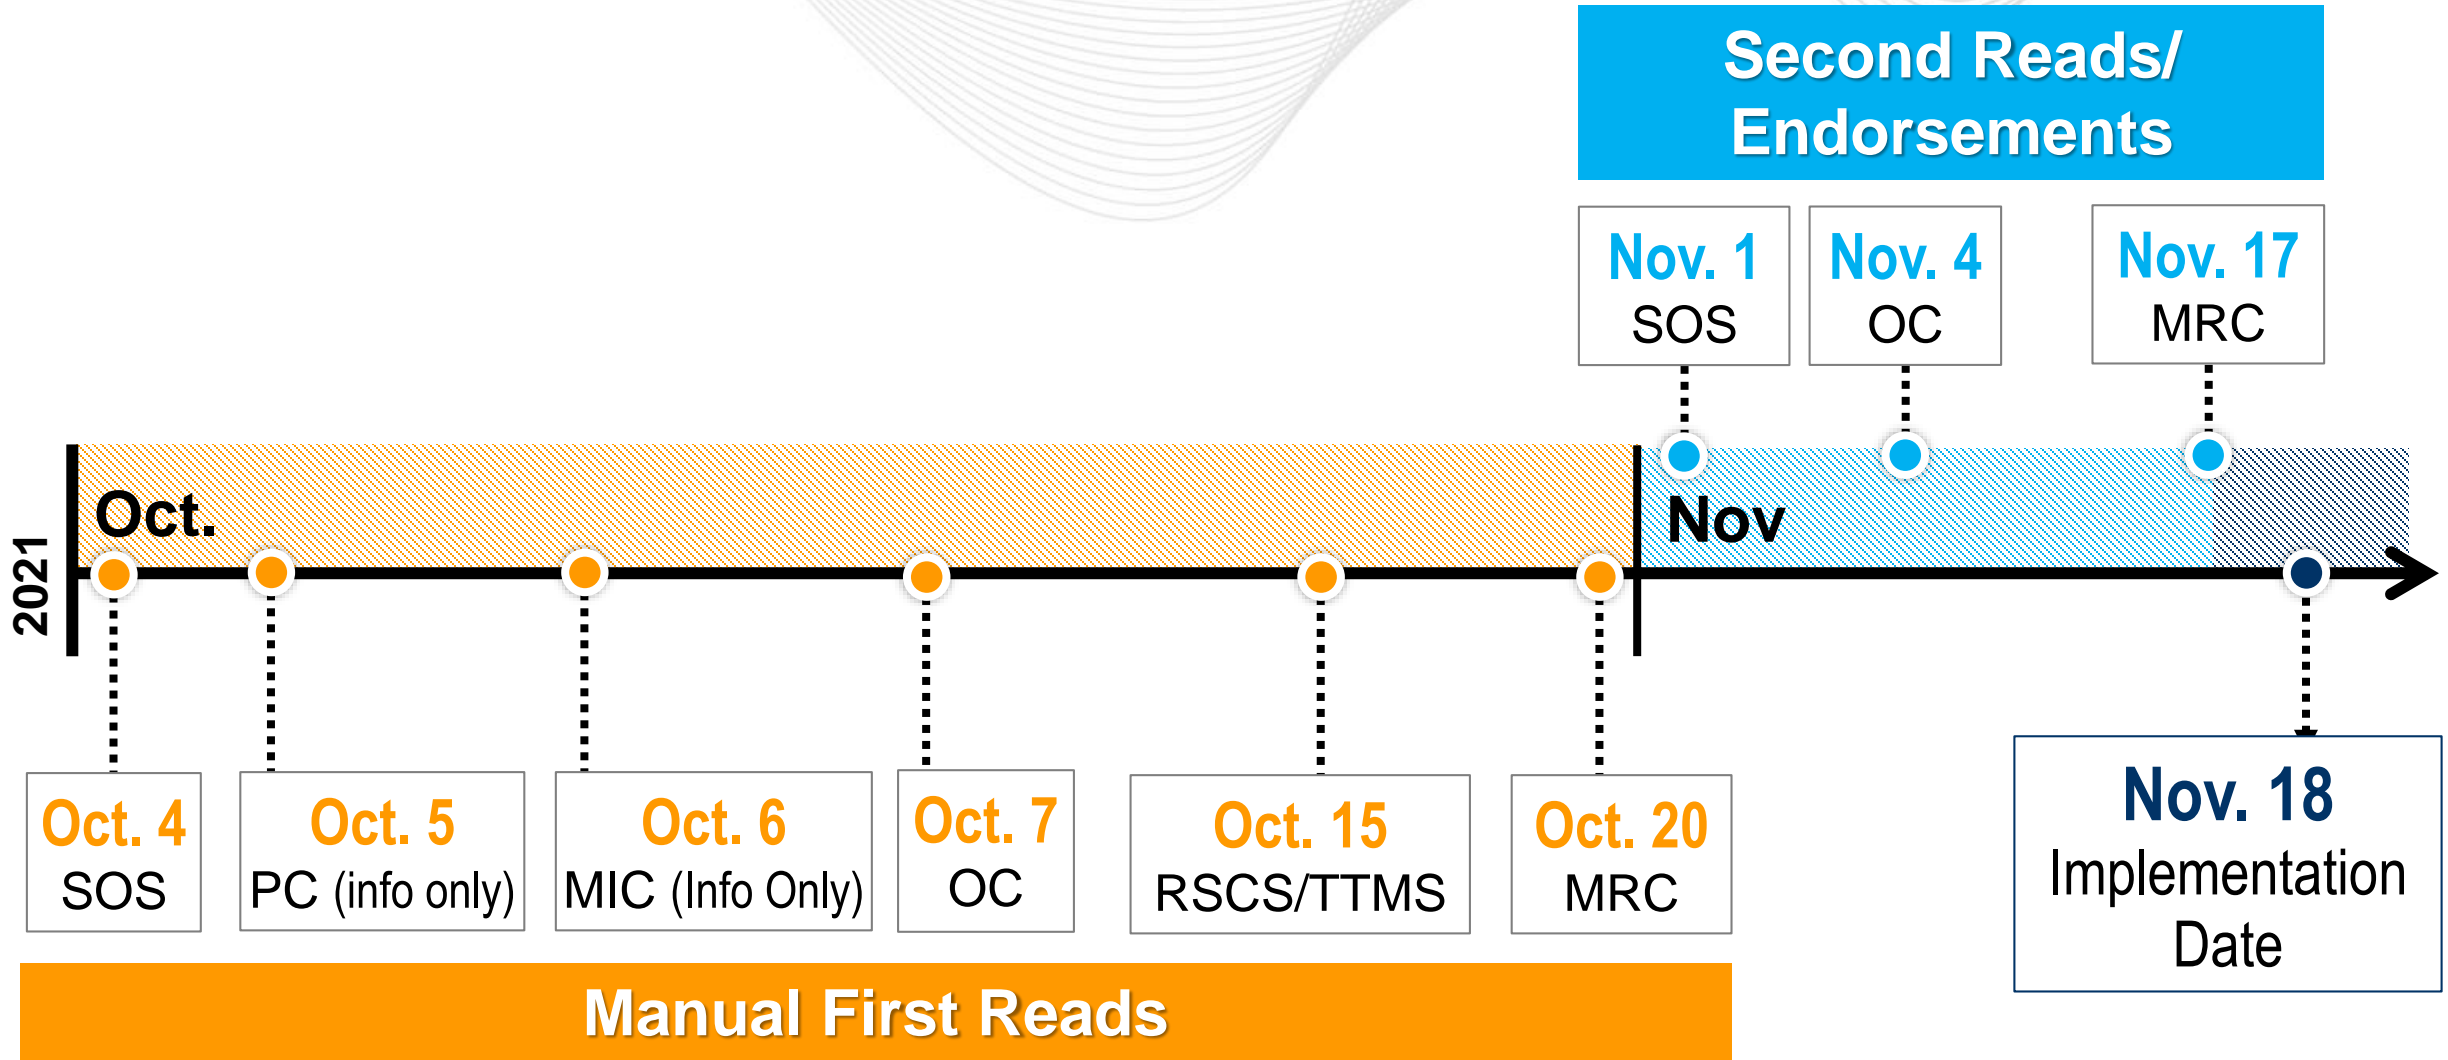 Second Reads/
Endorsements
Nov. 1
SOS
Nov. 4
OC
Nov. 17
MRC
2021
Oct.
Nov
Oct. 4
SOS
Oct. 5
PC (info only)
Oct. 6
MIC (Info Only)
Oct. 7
OC
Oct. 15
RSCS/TTMS
Oct. 20
MRC
Nov. 18
Implementation
Date
Manual First Reads